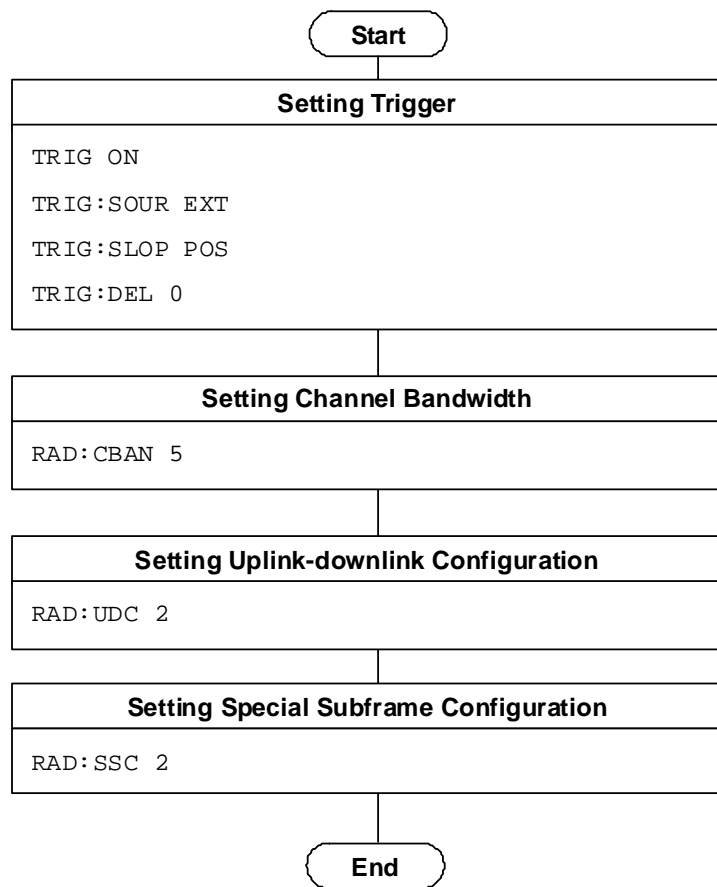 Start
Setting Trigger
TRIG ON
TRIG:SOUR EXT
TRIG:SLOP POS
TRIG:DEL 0
Setting Channel Bandwidth
RAD:CBAN 5
Setting Uplink-downlink Configuration
RAD:UDC 2
Setting Special Subframe Configuration
RAD:SSC 2
End